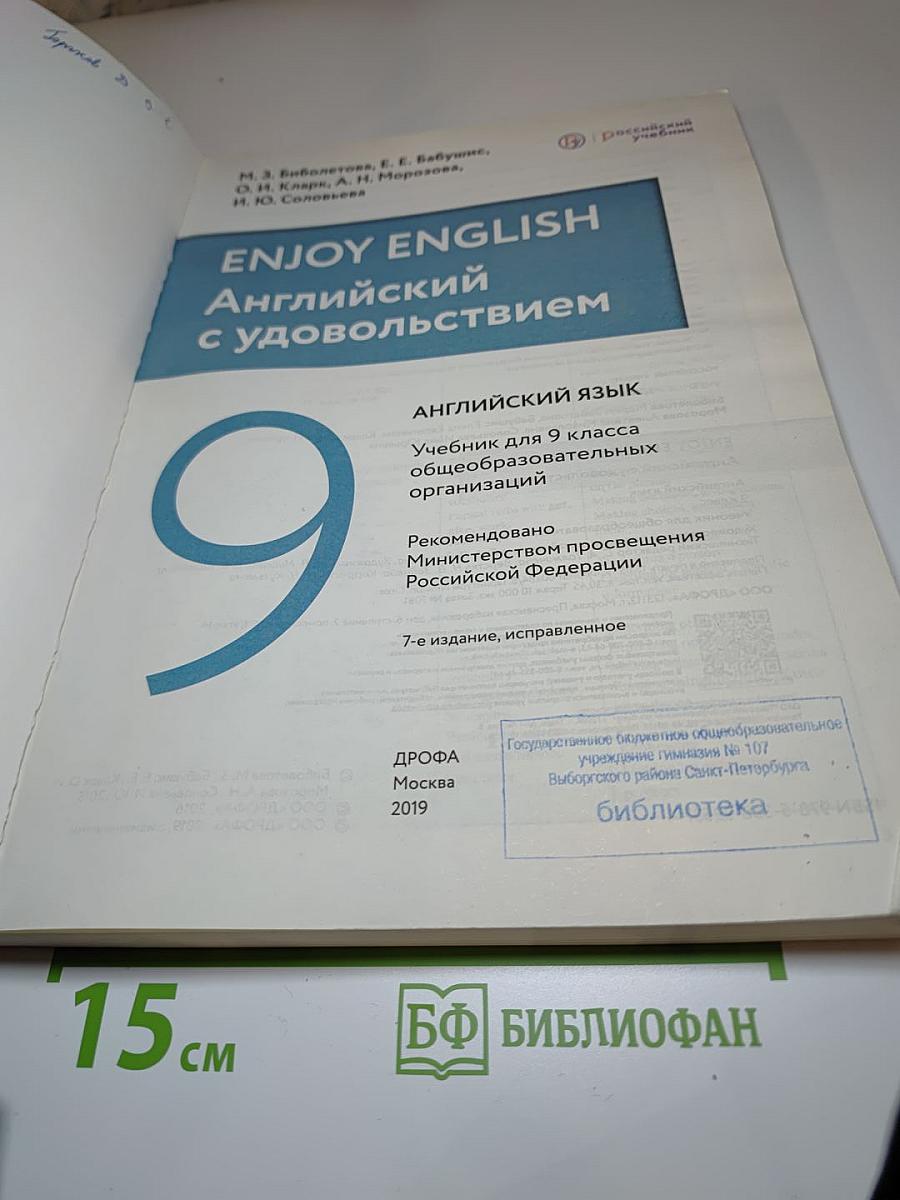 российский
учебник
М. З. Биболетова, Е. Е. Бабушис,
О. И. Кларк, А. Н. Морозова,
И. Ю. Соловьева
ENJOY ENGLISH
Английский
с удовольствием
9
АНГЛИЙСКИЙ ЯЗЫК
Учебник для 9 класса
общеобразовательных
организаций
Рекомендовано
Министерством просвещения
Российской Федерации
7-е издание, исправленное
ДРОФА
Москва
2019
Государственное бюджетное общеобразовательное
учреждение гимназия № 107
Выборгского района Санкт-Петербурга
библиотека
15 см
БФ БИБЛИОФАН